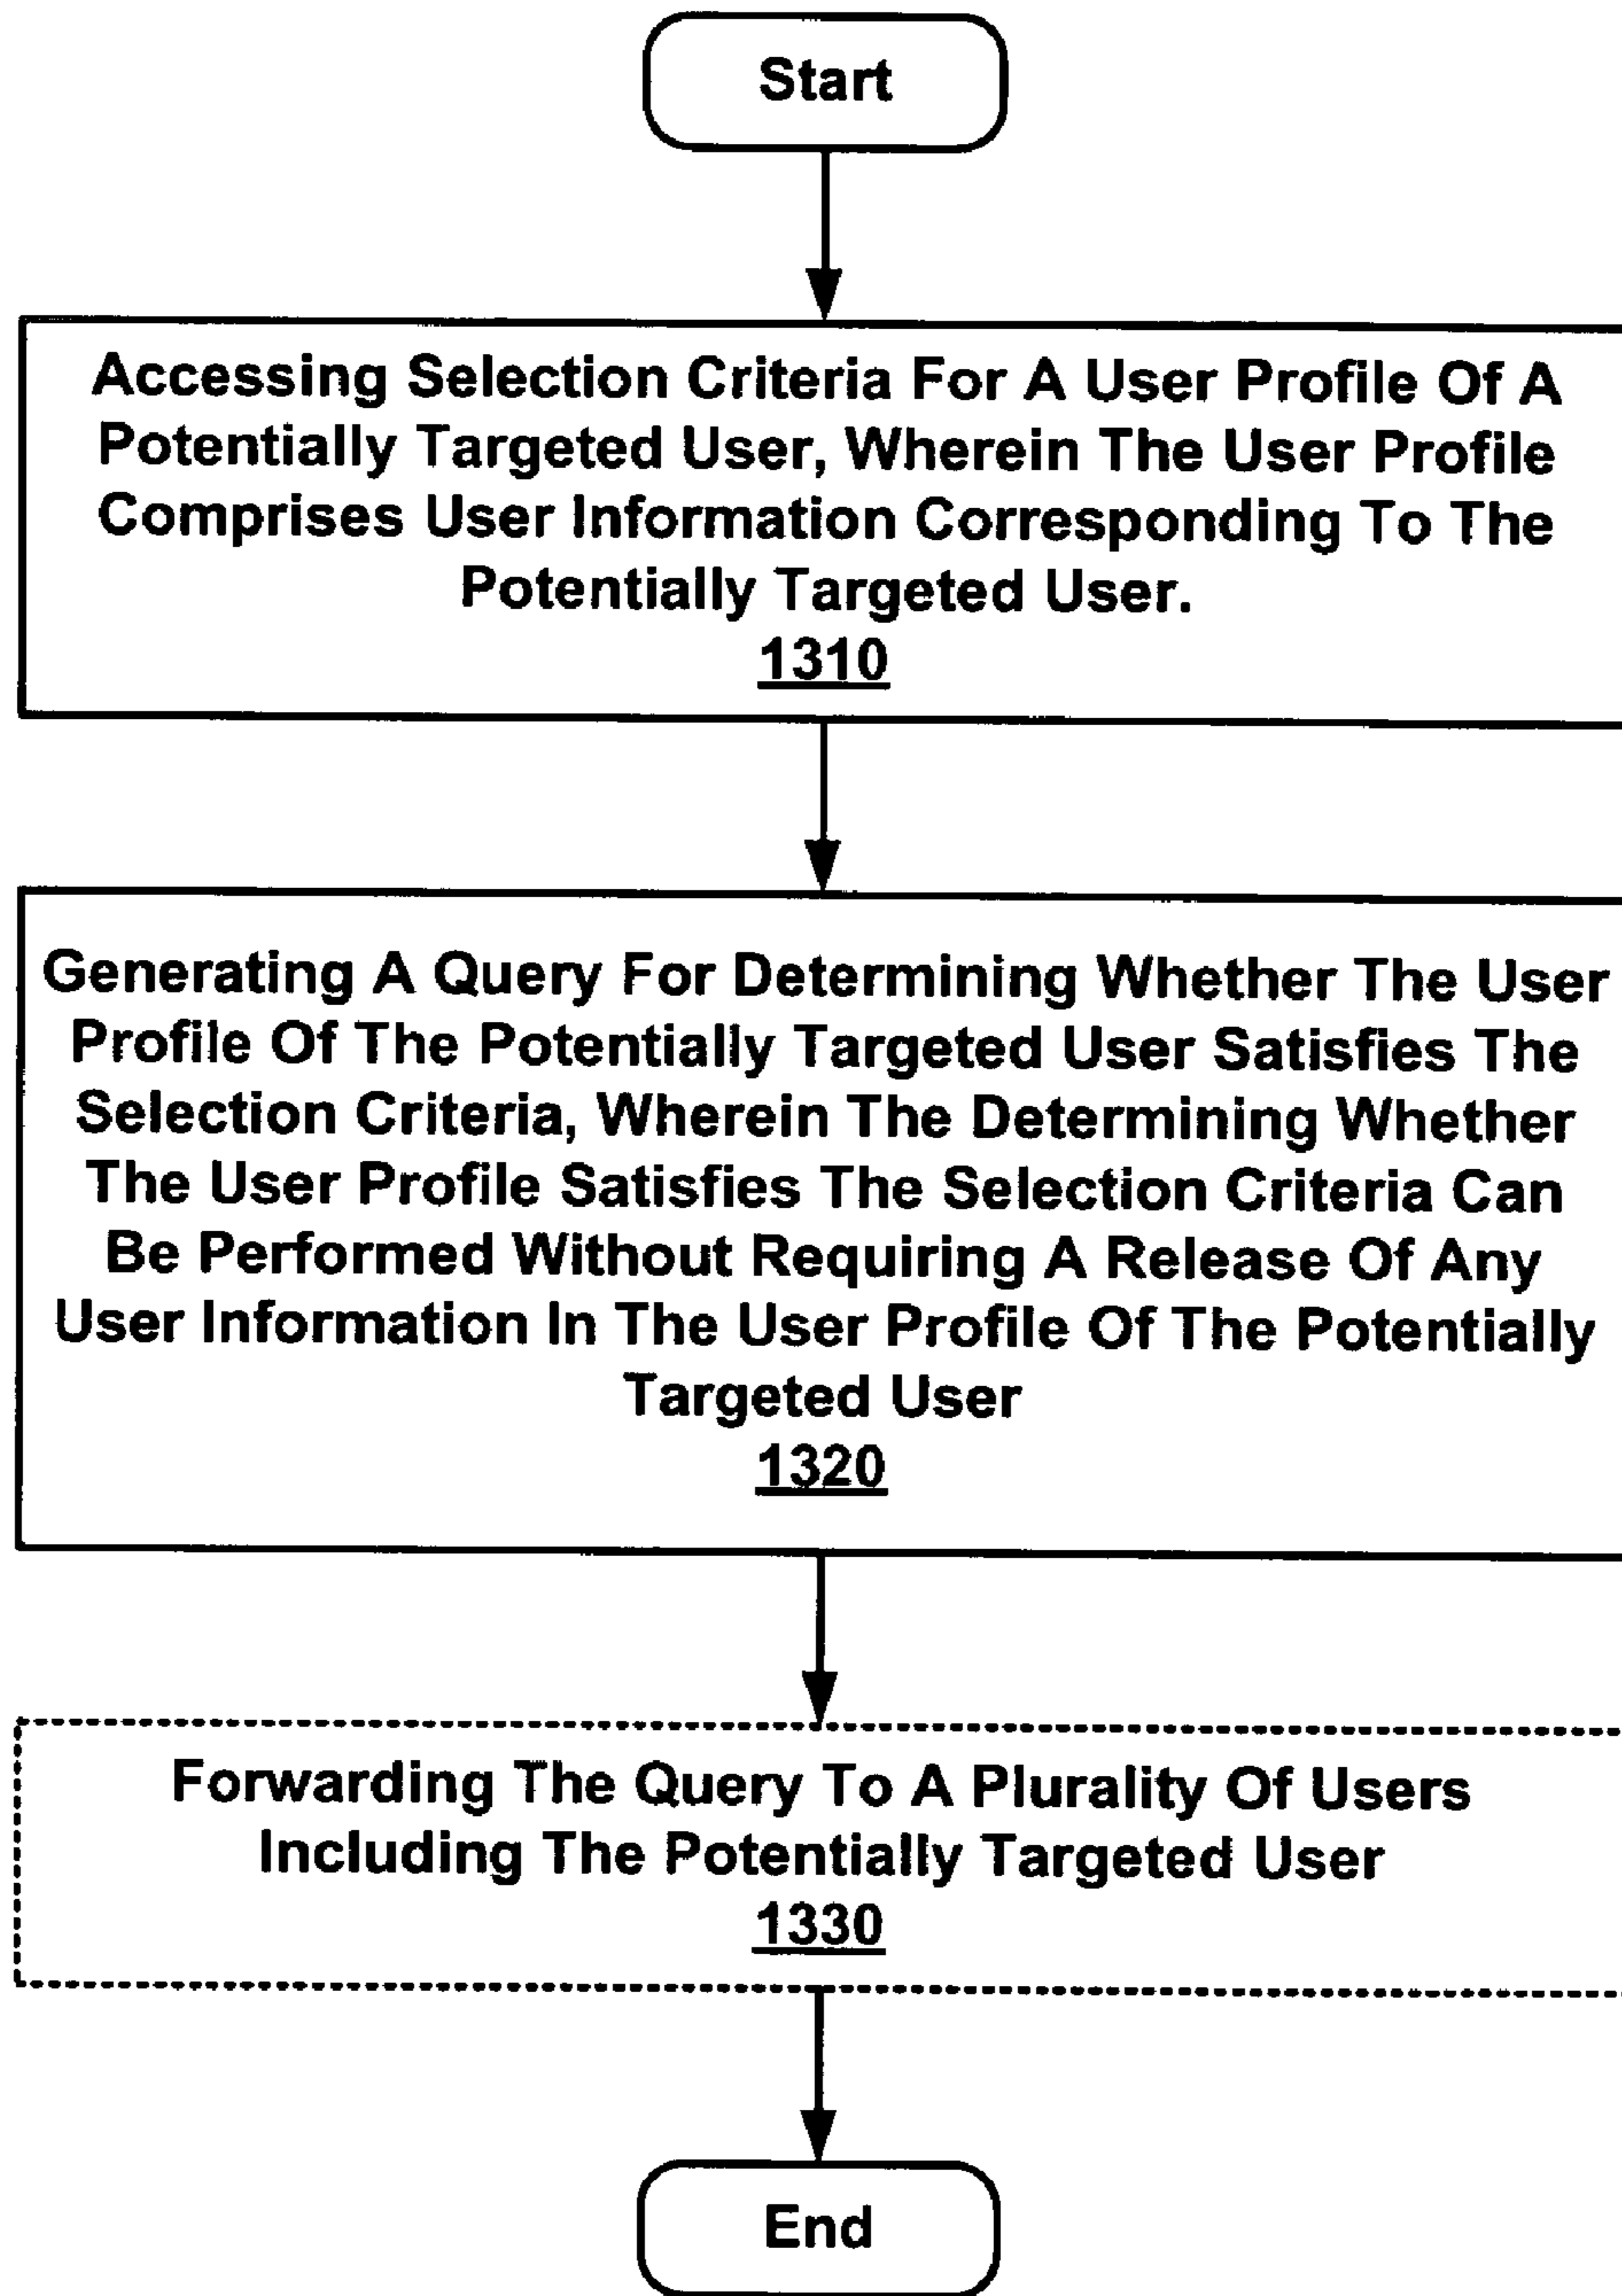 Start
Accessing Selection Criteria For A User Profile Of A
Potentially Targeted User, Wherein The User Profile
Comprises User Information Corresponding To The
Potentially Targeted User.
1310
Generating A Query For Determining Whether The User
Profile Of The Potentially Targeted User Satisfies The
Selection Criteria, Wherein The Determining Whether
The User Profile Satisfies The Selection Criteria Can
Be Performed Without Requiring A Release Of Any
User Information In The User Profile Of The Potentially
Targeted User
1320
Forwarding The Query To A Plurality Of Users
Including The Potentially Targeted User
1330
End